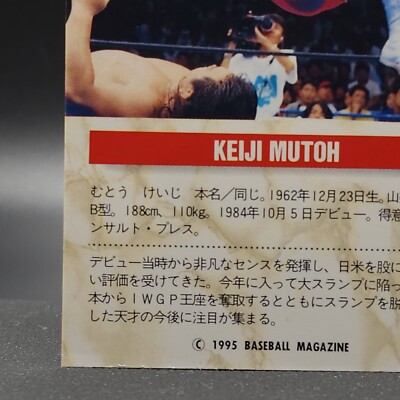 KEIJI MUTOH
むとう けいじ 本名／同じ。1962年12月23日生。山
B型。188cm、110kg。1984年10月5日デビュー。得意
ンサルト・プレス。
デビュー当時から非凡なセンスを発揮し、日米を股に
い評価を受けてきた。今年に入って大スランプに陥っ
本からIWGP王座を奪取するとともにスランプを脱
した天才の今後に注目が集まる。
© 1995 BASEBALL MAGAZINE